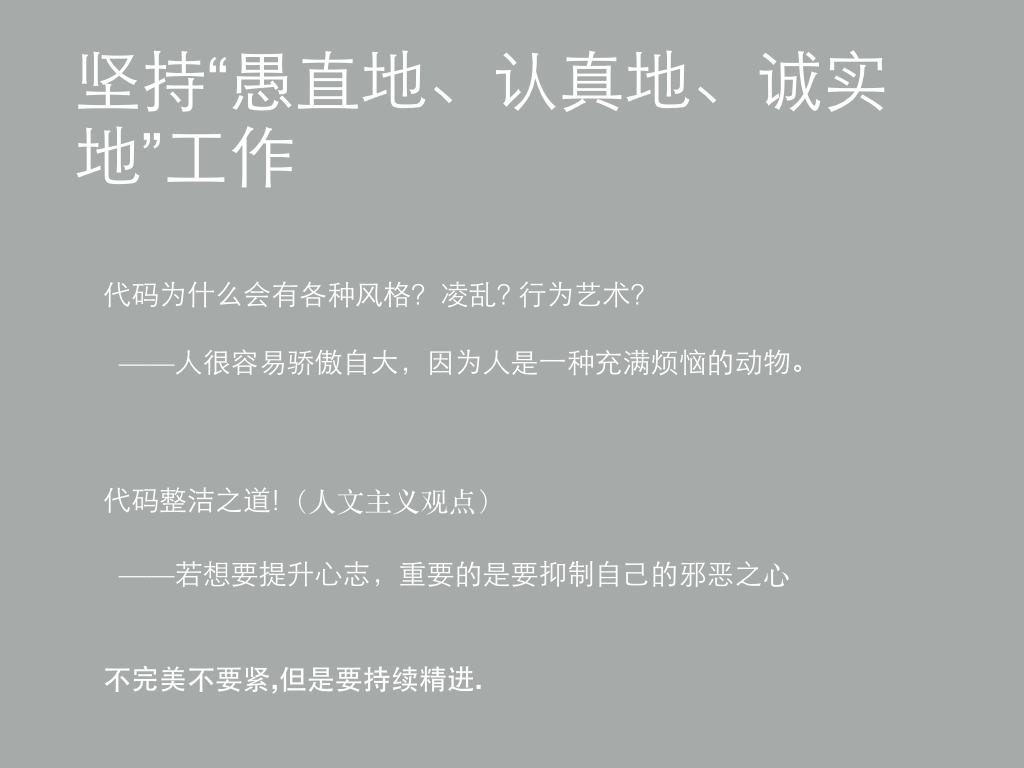 坚持“愚直地、认真地、诚实
地”工作
代码为什么会有各种风格？凌乱? 行为艺术?
——人很容易骄傲自大，因为人是一种充满烦恼的动物。
代码整洁之道!（人文主义观点）
——若想要提升心志，重要的是要抑制自己的邪恶之心
不完美不要紧,但是要持续精进.